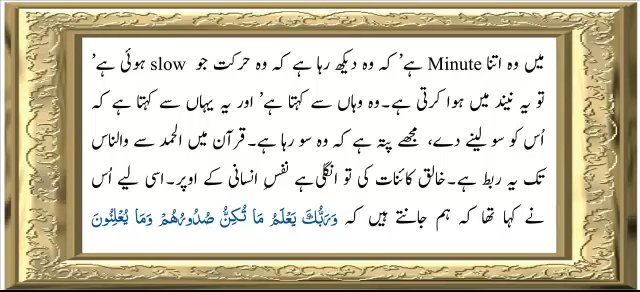 میں وہ اتنا Minute ہے' کہ وہ دیکھ رہا ہے کہ وہ حرکت جو slow ہوئی ہے'
تو یہ نیند میں ہوا کرتی ہے۔ وہ وہاں سے کہتا ہے' اور یہ یہاں سے کہتا ہے کہ
اُس کو سو لینے دے، مجھے پتہ ہے کہ وہ سو رہا ہے۔ قرآن میں الحمد سے والناس
تک یہ ربط ہے۔ خالق کائنات کی تو انگلی ہے نفسِ انسانی کے اوپر۔ اسی لیے اُس
نے کہا تھا کہ ہم جانتے ہیں کہ وَرَبُّكَ يَعْلَمُ مَا تُكِنُّ صُدُورُهُمْ وَمَا يُعْلِنُونَ